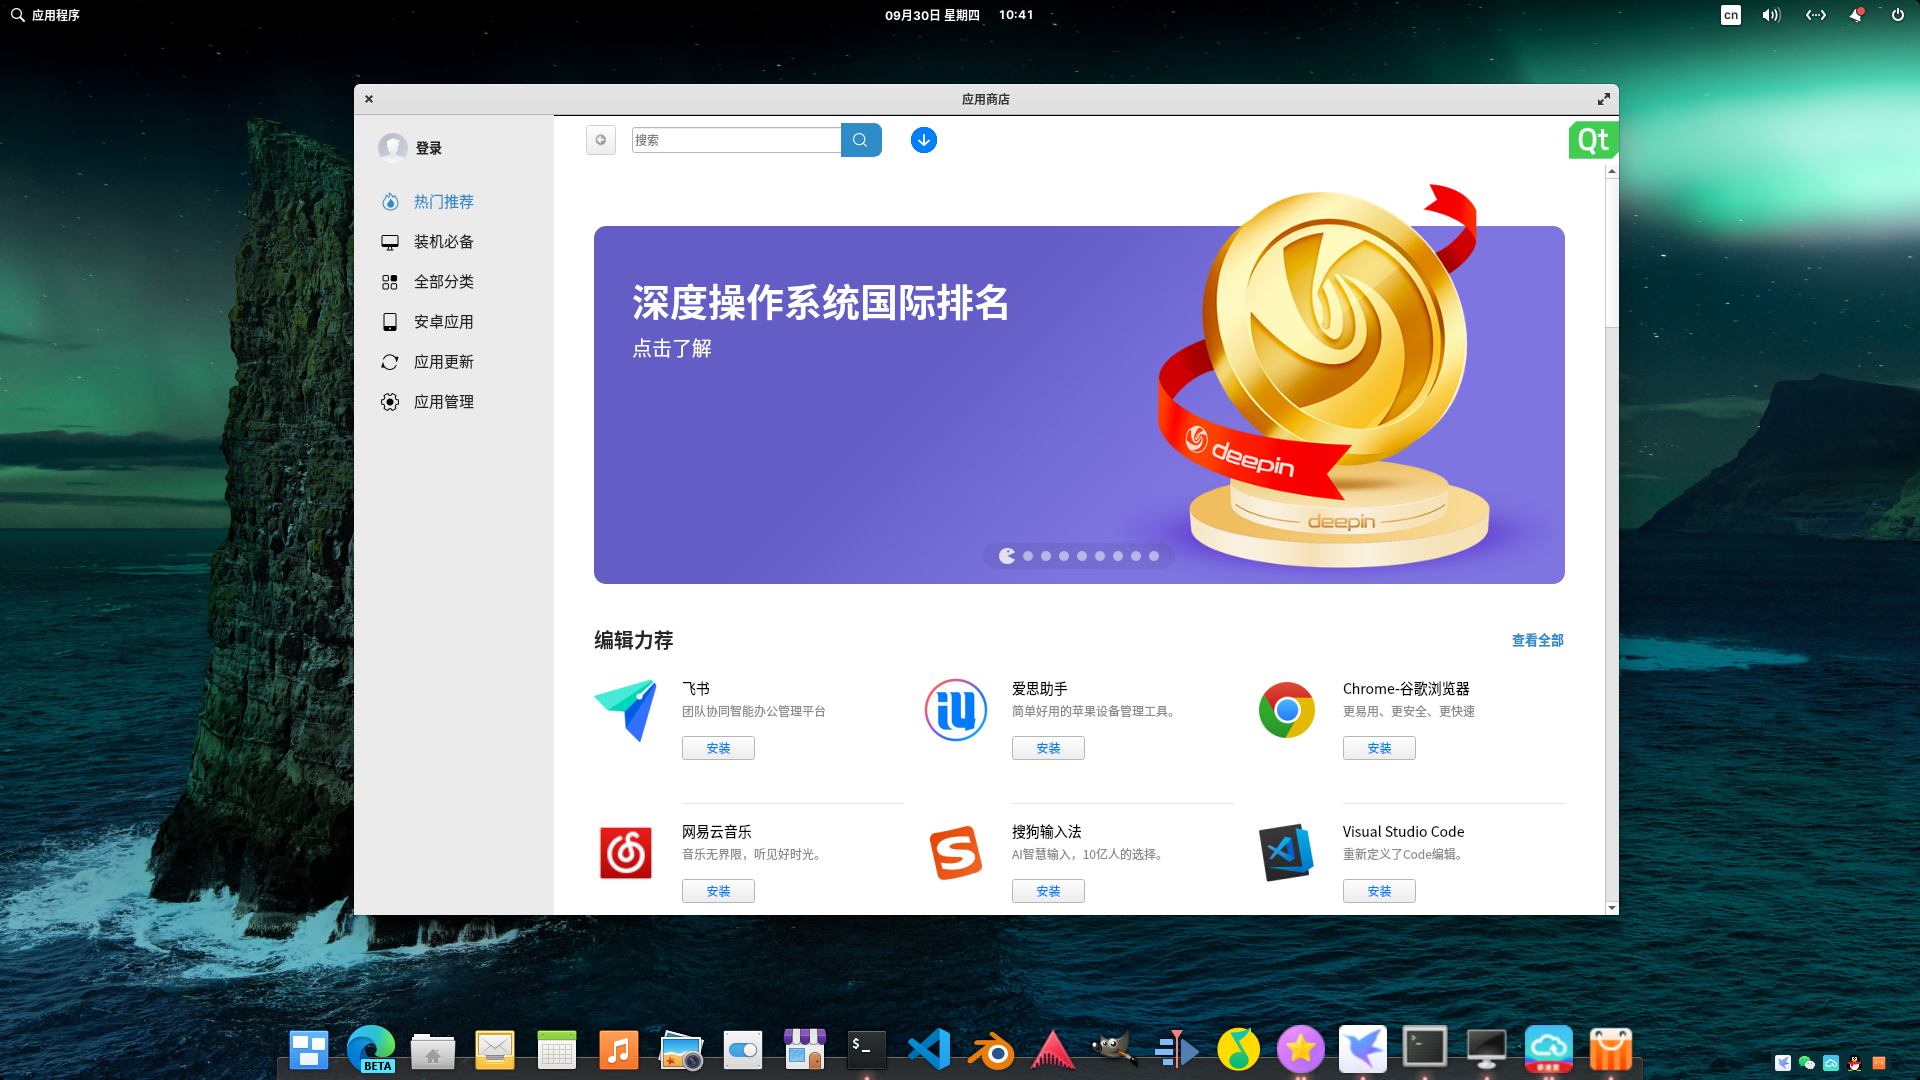 应用程序
09月30日 星期四 10:41
cn
应用商店
登录
搜索
Qt
热门推荐
装机必备
全部分类
安卓应用
应用更新
应用管理
深度操作系统国际排名
点击了解
deepin
deepin
编辑力荐
查看全部
飞书
团队协同智能办公管理平台
安装
爱思助手
简单好用的苹果设备管理工具。
安装
Chrome-谷歌浏览器
更易用、更安全、更快速
安装
网易云音乐
音乐无界限，听见好时光。
安装
搜狗输入法
AI智慧输入，10亿人的选择。
安装
Visual Studio Code
重新定义了Code编辑。
安装
BETA
$_